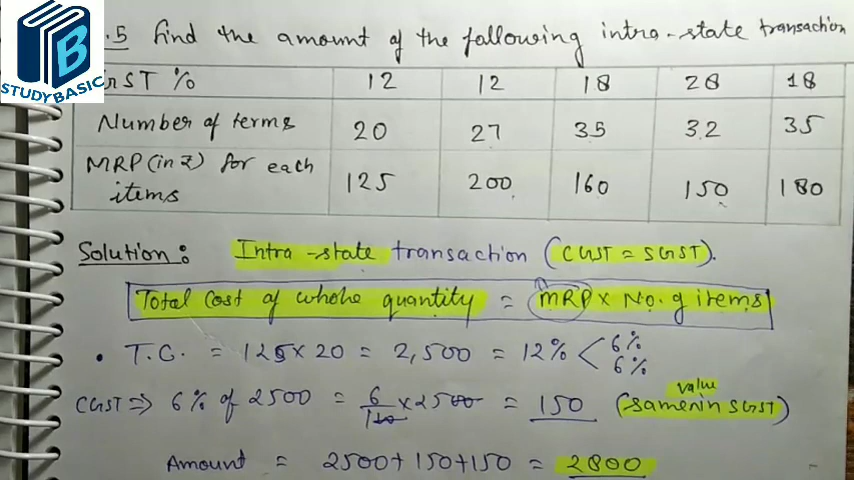 STUDYBASIC
.5 Find the amount of the following intra-state transaction
GST % 12 12 18 28 18
Number of terms 20 27 35 32 35
MRP (in ₹) for each items 125 200 160 150 180
Solution: Intra-state transaction (CGST = SGST).
Total cost of whole quantity = MRP x No. of items
• T.C. = 125 x 20 = 2,500 = 12% < 6% 6%
CGST ⇒ 6% of 2500 = 6/100 x 2500 = 150 (same value in SGST)
Amount = 2500 + 150 + 150 = 2800